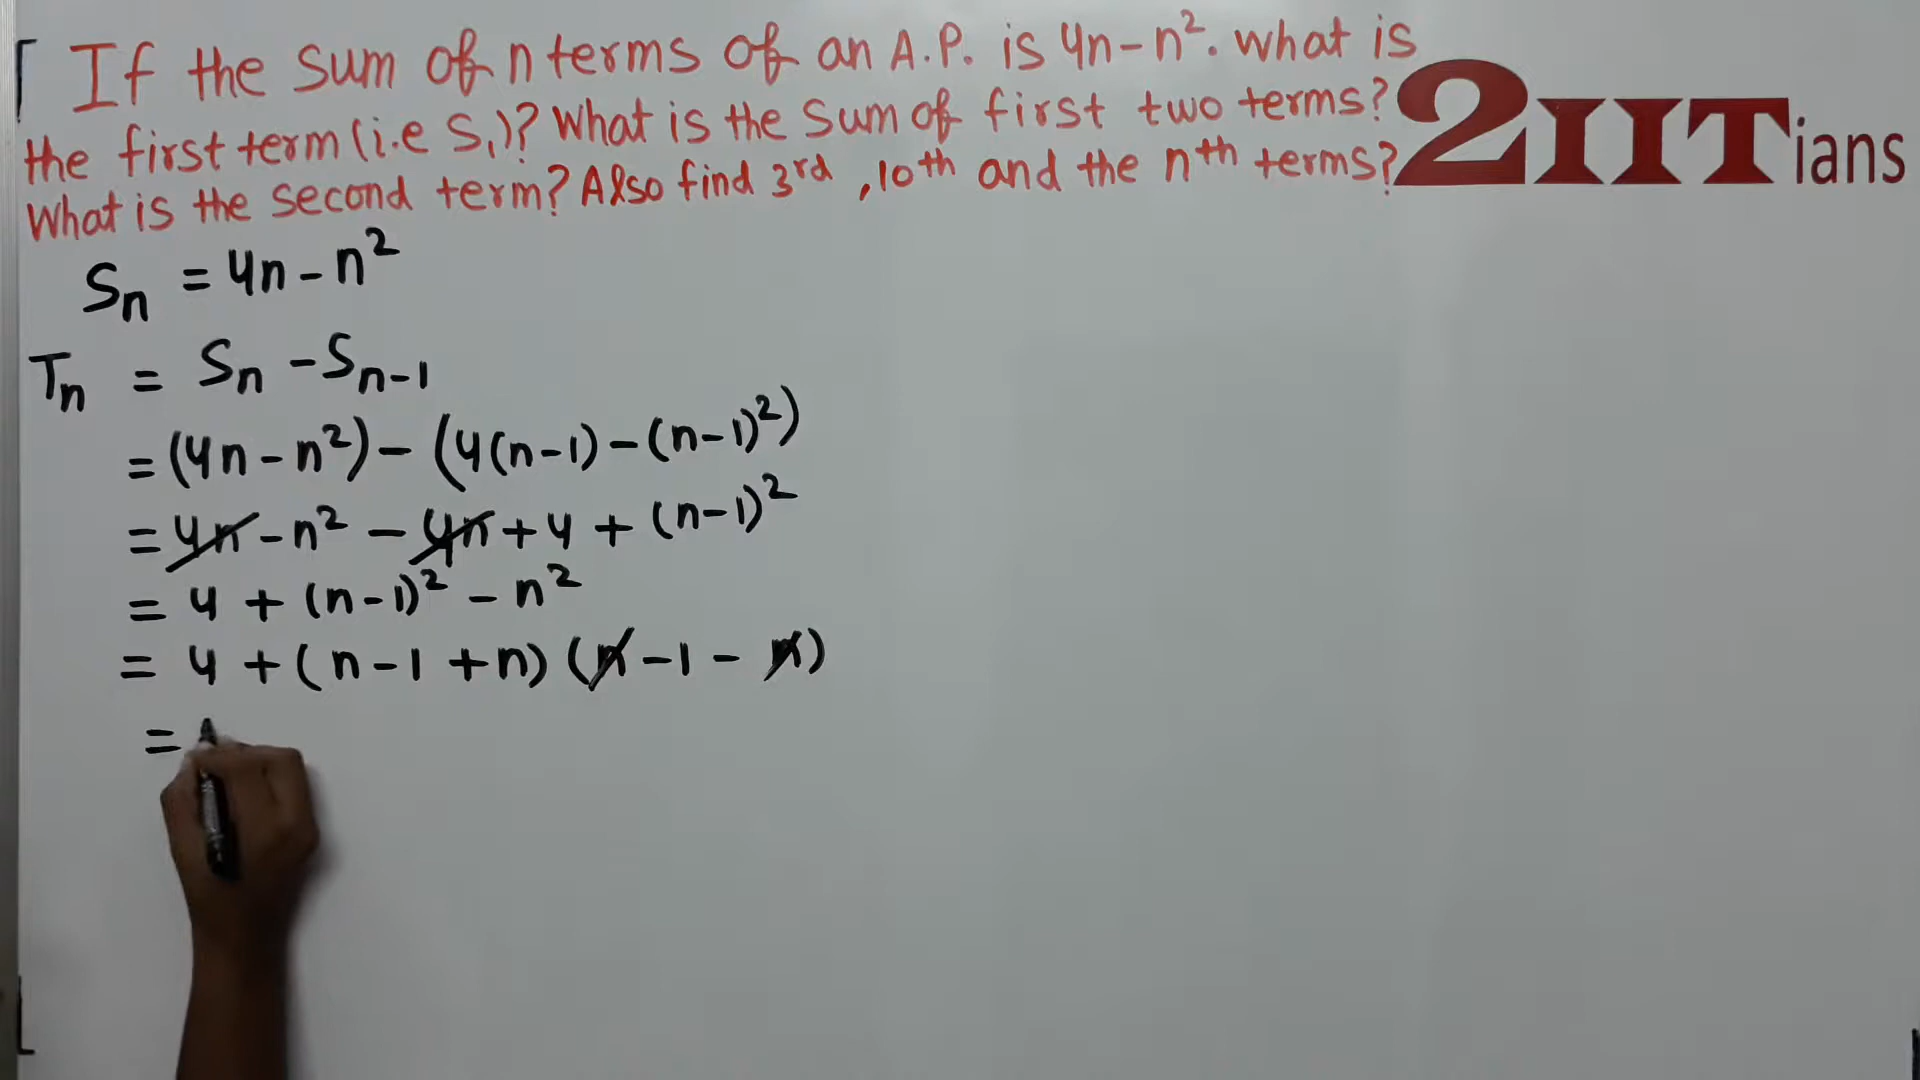 If the sum of n terms of an A.P. is 4n-n². what is
the first term (i.e S₁)? What is the sum of first two terms?
What is the second term? Also find 3rd, 10th and the nth terms?
2IITians
Sₙ = 4n - n²
Tₙ = Sₙ - Sₙ₋₁
= (4n - n²) - (4(n-1) - (n-1)²)
= 4n - n² - 4n + 4 + (n-1)²
= 4 + (n-1)² - n²
= 4 + (n-1+n) (n-1-n)
=